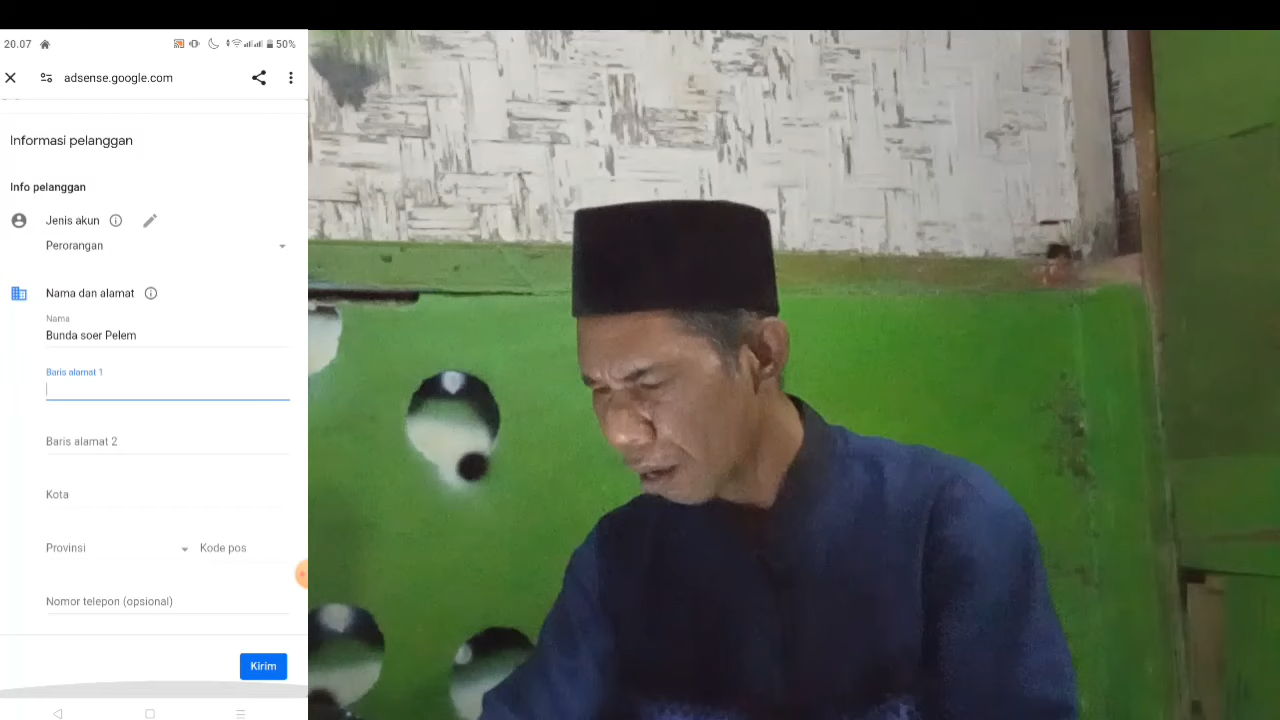 20.07
50%
adsense.google.com
Informasi pelanggan
Info pelanggan
Jenis akun
Perorangan
Nama dan alamat
Nama
Bunda soer Pelem
Baris alamat 1
Baris alamat 2
Kota
Provinsi
Kode pos
Nomor telepon (opsional)
Kirim